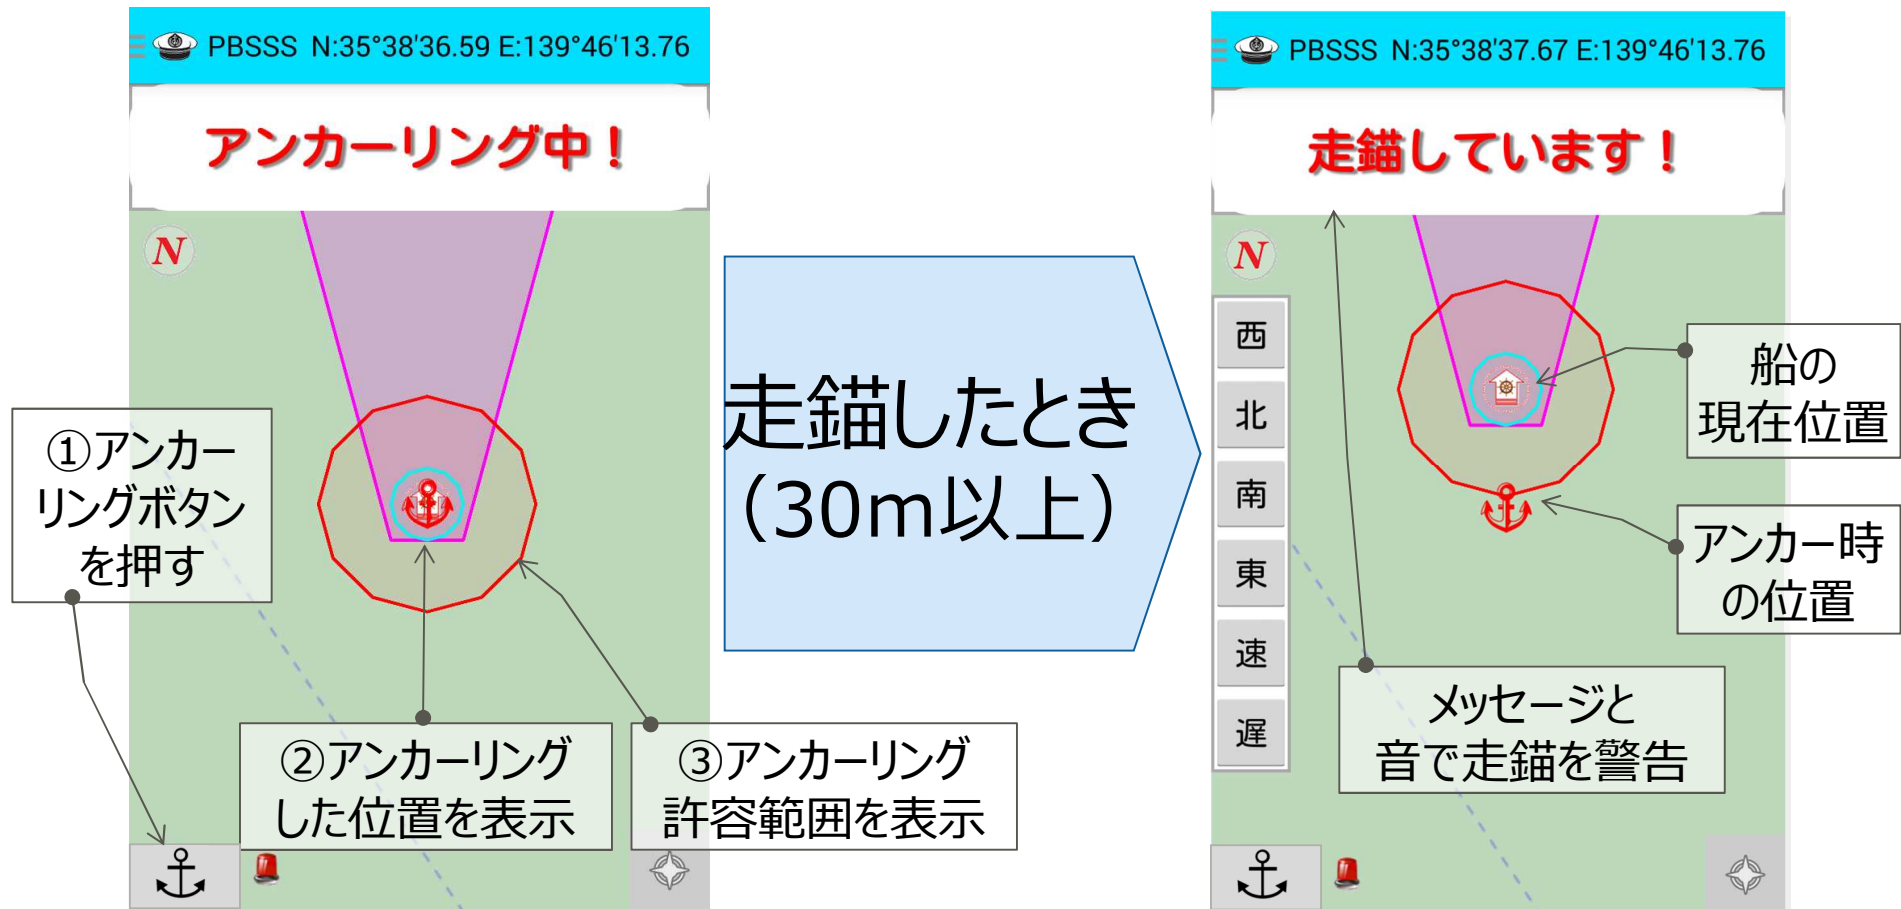 PBSSS N:35°38'36.59 E:139°46'13.76
アンカーリング中！
N
①アンカー
リングボタン
を押す
②アンカーリング
した位置を表示
③アンカーリング
許容範囲を表示
走錨したとき
（30m以上）
PBSSS N:35°38'37.67 E:139°46'13.76
走錨しています！
N
西
北
南
東
速
遅
船の
現在位置
アンカー時
の位置
メッセージと
音で走錨を警告